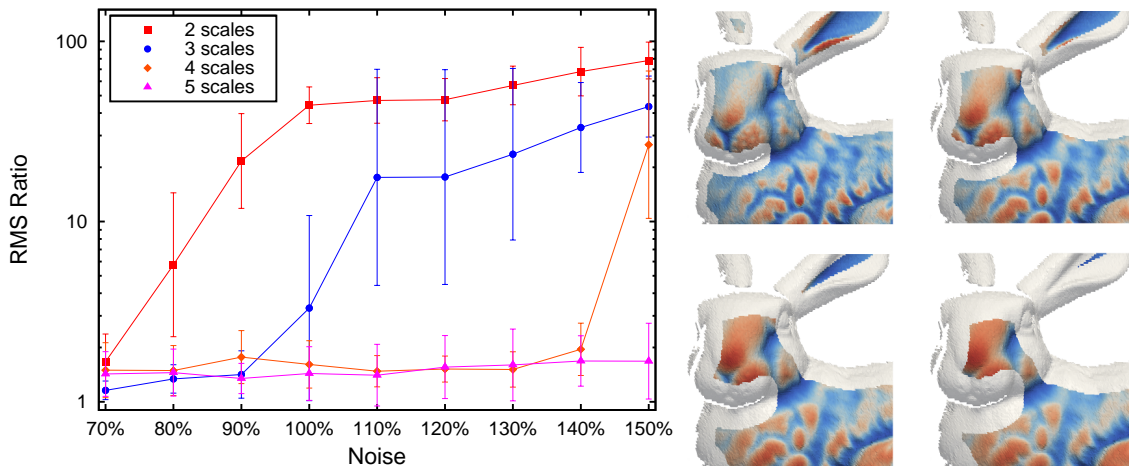 2 scales
3 scales
4 scales
5 scales
100
10
1
RMS Ratio
70% 80% 90% 100% 110% 120% 130% 140% 150%
Noise